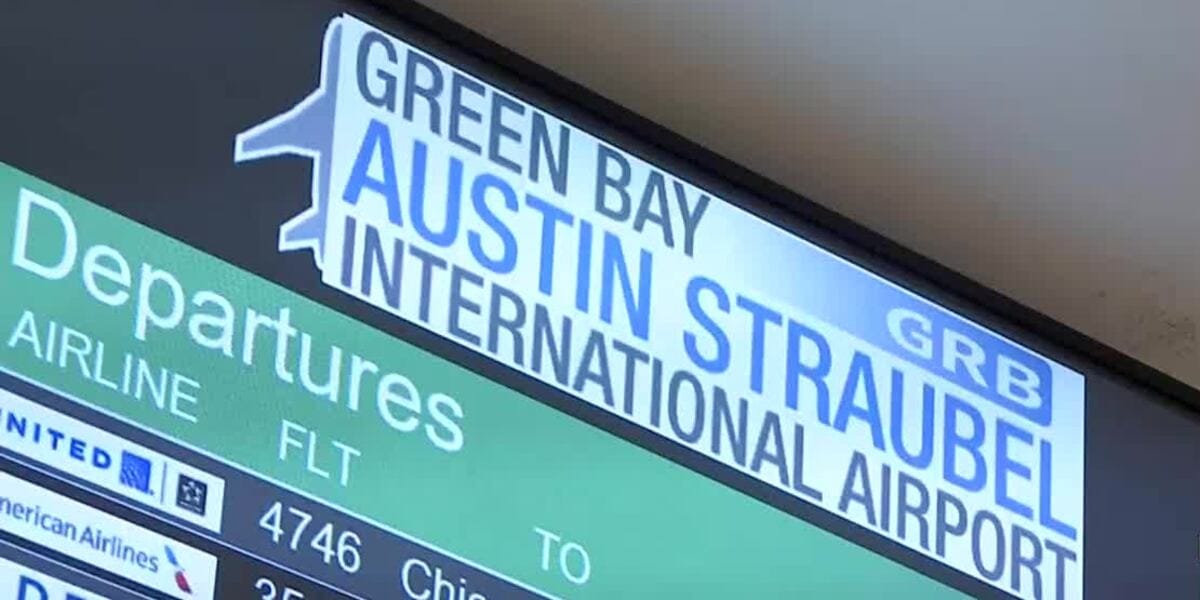 GREEN BAY
AUSTIN STRAUBEL
GRB
INTERNATIONAL AIRPORT
Departures
AIRLINE FLT TO
UNITED 4746
American Airlines